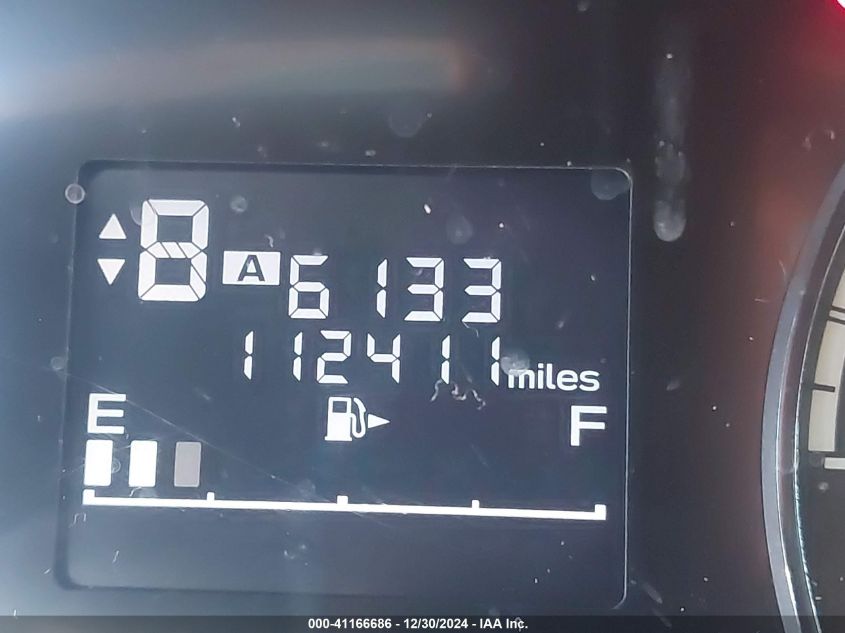 8 A 6133
112411 miles
E F
000-41166686 - 12/30/2024 - IAA Inc.